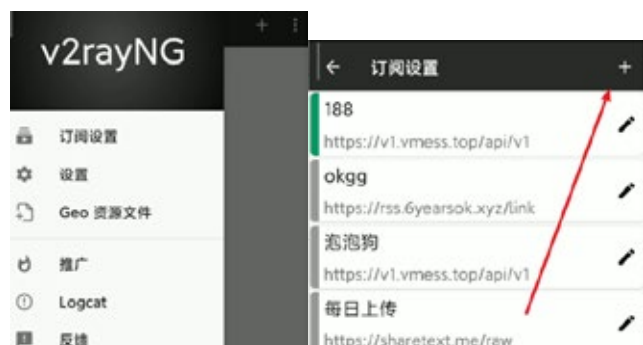 v2rayNG
订阅设置
设置
Geo 资源文件
推广
Logcat
反馈
订阅设置
188
https://v1.vmess.top/api/v1
okgg
https://rss.6yearsok.xyz/link
泡泡狗
https://v1.vmess.top/api/v1
每日上传
https://sharetext.me/raw